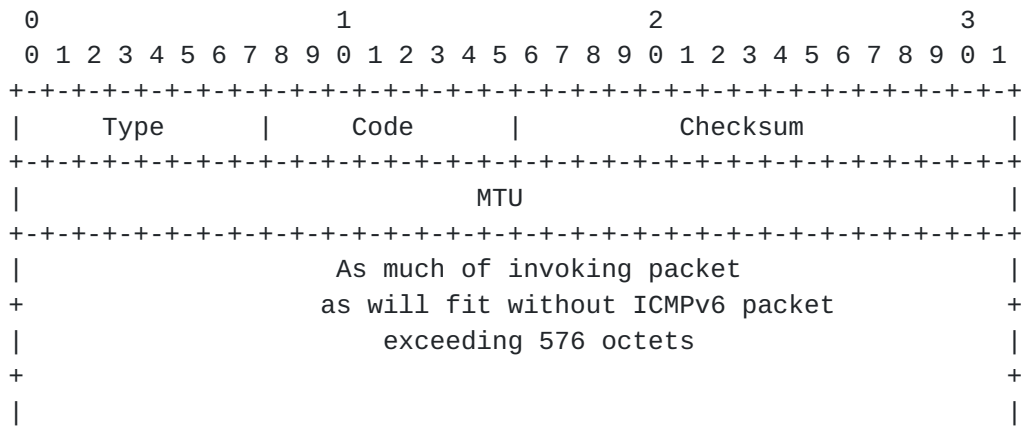 0                   1                   2                   3
 0 1 2 3 4 5 6 7 8 9 0 1 2 3 4 5 6 7 8 9 0 1 2 3 4 5 6 7 8 9 0 1
+-+-+-+-+-+-+-+-+-+-+-+-+-+-+-+-+-+-+-+-+-+-+-+-+-+-+-+-+-+-+-+-+
|     Type      |     Code      |          Checksum             |
+-+-+-+-+-+-+-+-+-+-+-+-+-+-+-+-+-+-+-+-+-+-+-+-+-+-+-+-+-+-+-+-+
|                             MTU                               |
+-+-+-+-+-+-+-+-+-+-+-+-+-+-+-+-+-+-+-+-+-+-+-+-+-+-+-+-+-+-+-+-+
|                    As much of invoking packet                 |
+                   as will fit without ICMPv6 packet           +
|                       exceeding 576 octets                    |
+                                                               +
|                                                               |